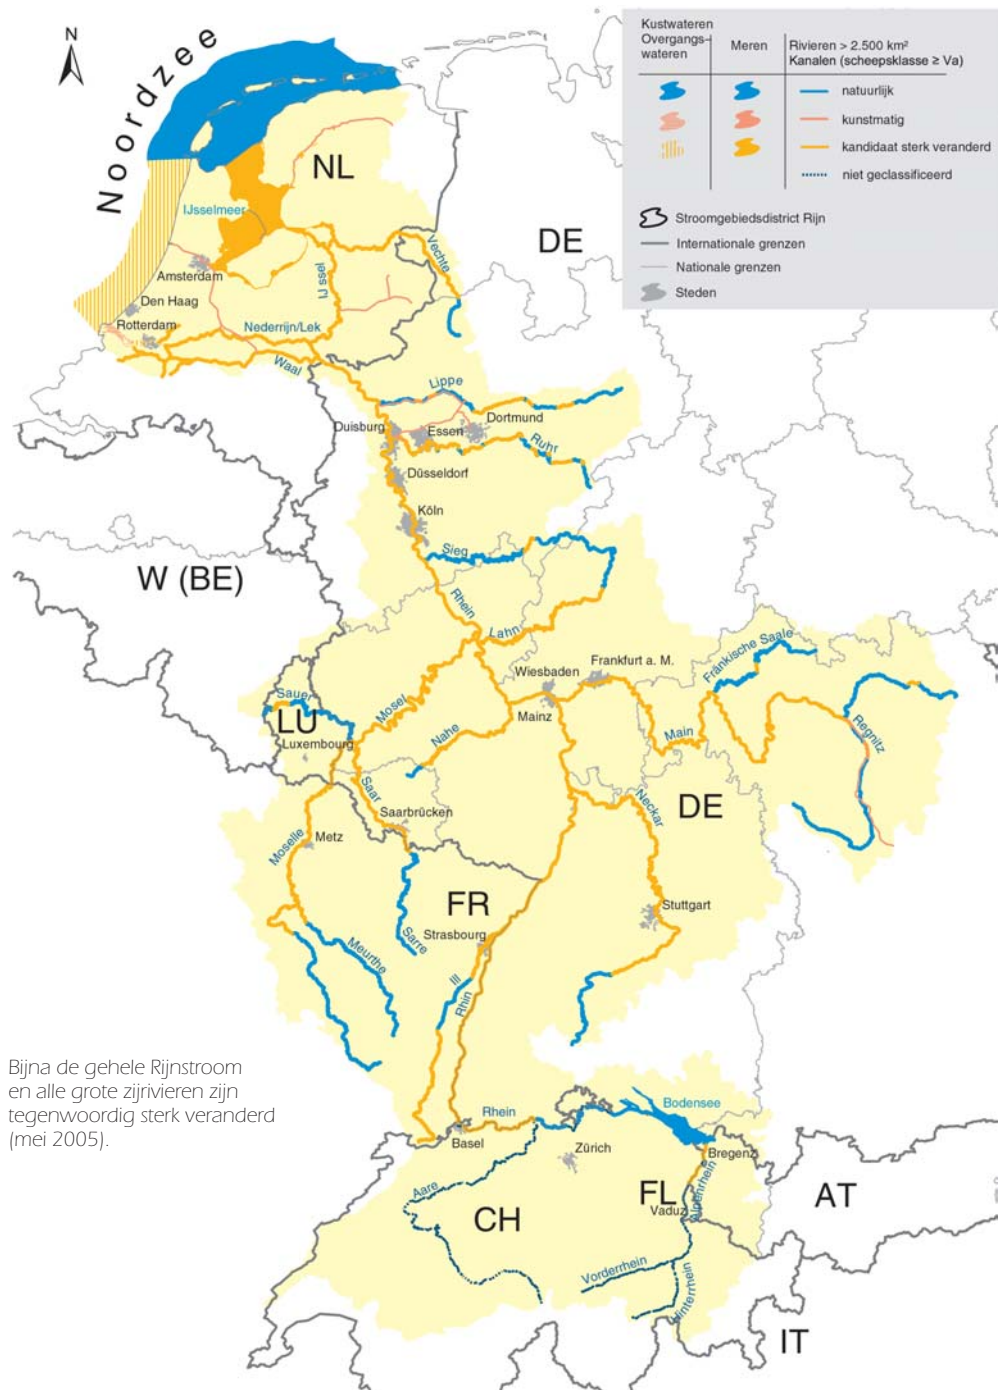 N
Noordzee
Kustwateren
Overgangs-
wateren
Meren
Rivieren > 2.500 km²
Kanalen (scheepsklasse ≥ Va)
natuurlijk
kunstmatig
kandidaat sterk veranderd
niet geclassificeerd
Stroomgebiedsdistrict Rijn
Internationale grenzen
Nationale grenzen
Steden
NL
DE
IJsselmeer
Vechte
Amsterdam
IJssel
Den Haag
Rotterdam
Nederrijn/Lek
Waal
Lippe
Duisburg
Essen
Dortmund
Ruhr
Düsseldorf
Köln
Sieg
W (BE)
Rhein
Lahn
Fränkische Saale
Wiesbaden
Frankfurt a. M.
Sauer
LU
Mosel
Mainz
Regnitz
Luxembourg
Nahe
Main
Saar
Neckar
DE
Saarbrücken
Metz
Moselle
FR
Stuttgart
Strasbourg
Sarre
Meurthe
Ill
Rhin
Bijna de gehele Rijnstroom
en alle grote zijrivieren zijn
tegenwoordig sterk veranderd
(mei 2005).
Rhein
Bodensee
Basel
Zürich
Bregenz
Aare
FL
Alpenrhein
AT
Vaduz
CH
Vorderrhein
Hinterrhein
IT